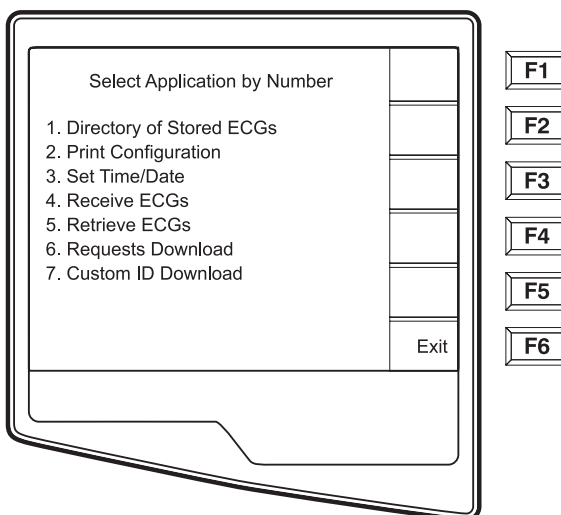 Select Application by Number
1. Directory of Stored ECGs
2. Print Configuration
3. Set Time/Date
4. Receive ECGs
5. Retrieve ECGs
6. Requests Download
7. Custom ID Download
Exit
F1
F2
F3
F4
F5
F6